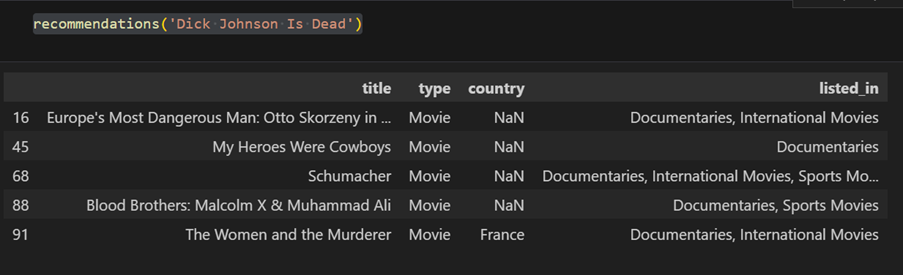 recommendations('Dick Johnson Is Dead')
title type country listed_in
16 Europe's Most Dangerous Man: Otto Skorzeny in ... Movie NaN Documentaries, International Movies
45 My Heroes Were Cowboys Movie NaN Documentaries
68 Schumacher Movie NaN Documentaries, International Movies, Sports Mo...
88 Blood Brothers: Malcolm X & Muhammad Ali Movie NaN Documentaries, Sports Movies
91 The Women and the Murderer Movie France Documentaries, International Movies